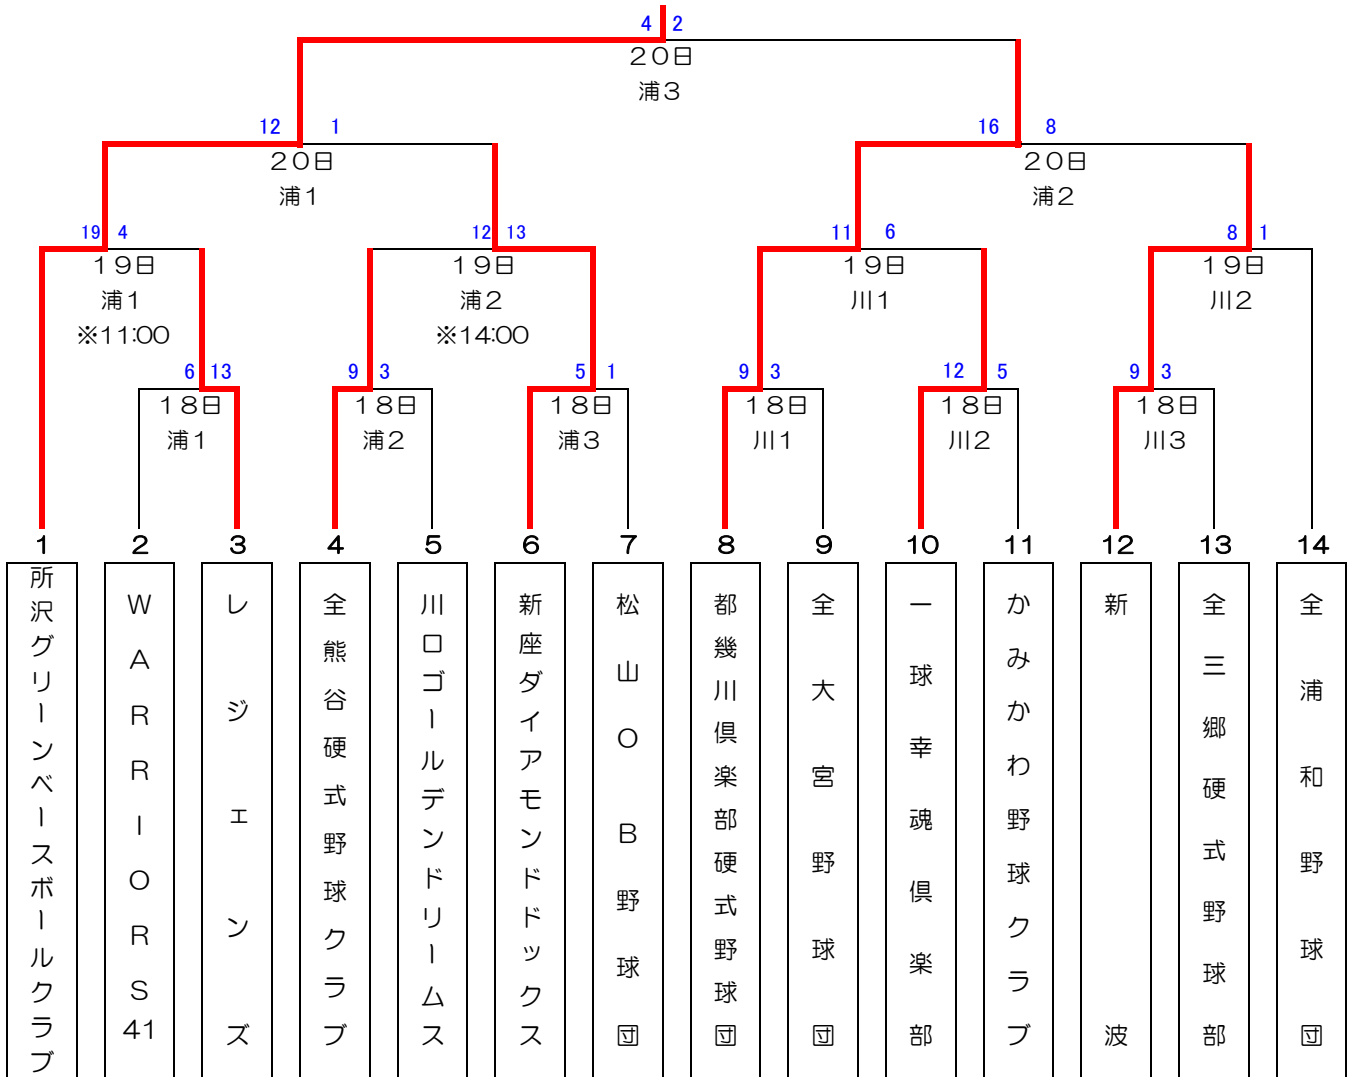 4 2
20日
浦3
12 1
20日
浦1
16 8
20日
浦2
19 4
19日
浦1
※11:00
12 13
19日
浦2
※14:00
11 6
19日
川1
8 1
19日
川2
6 13
18日
浦1
9 3
18日
浦2
5 1
18日
浦3
9 3
18日
川1
12 5
18日
川2
9 3
18日
川3
1 2 3 4 5 6 7 8 9 10 11 12 13 14
所沢グリーンベースボールクラブ
WARRIORS41
レジェンズ
全熊谷硬式野球クラブ
川口ゴールデンドリームス
新座ダイアモンドドックス
松山OB野球団
都幾川倶楽部硬式野球団
全大宮野球団
一球幸魂倶楽部
かみかわ野球クラブ
新波
全三郷硬式野球部
全浦和野球団